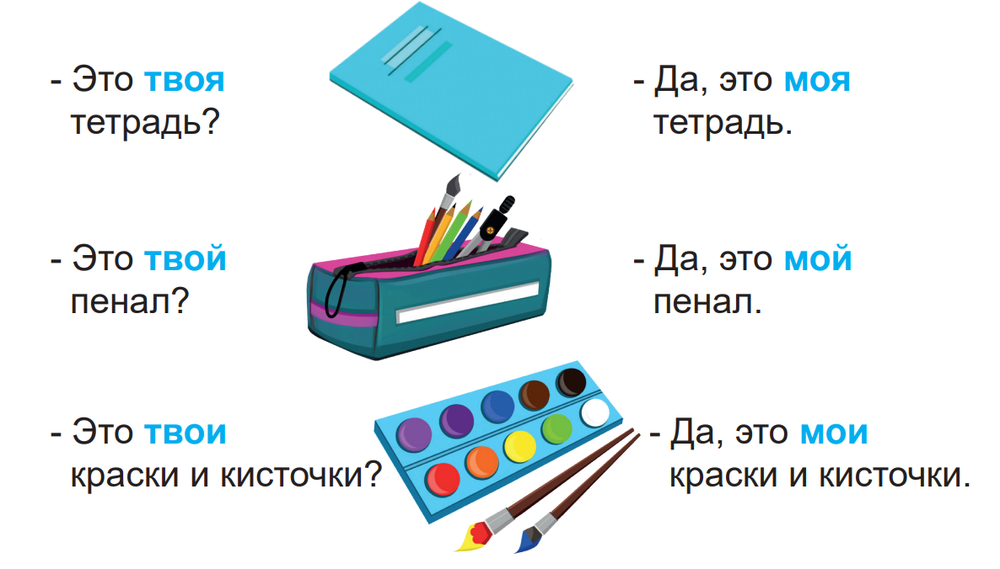 - Это твоя
тетрадь?
- Да, это моя
тетрадь.
- Это твой
пенал?
- Да, это мой
пенал.
- Это твои
краски и кисточки?
- Да, это мои
краски и кисточки.